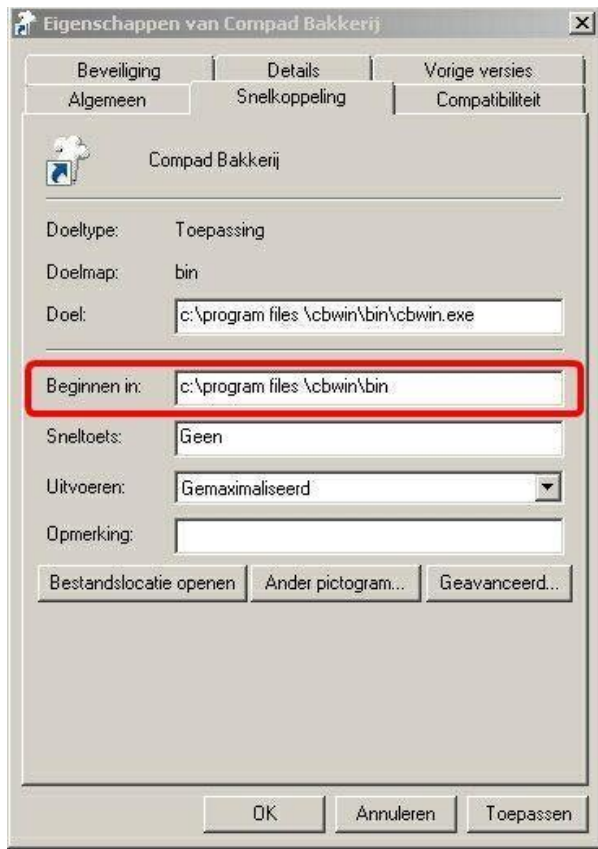 Eigenschappen van Compad Bakkerij
Beveiliging Details Vorige versies
Algemeen Snelkoppeling Compatibiliteit
Compad Bakkerij
Doeltype: Toepassing
Doelmap: bin
Doel: c:\program files \cbwin\bin\cbwin.exe
Beginnen in: c:\program files \cbwin\bin
Sneltoets: Geen
Uitvoeren: Gemaximaliseerd
Opmerking:
Bestandslocatie openen Ander pictogram... Geavanceerd...
OK Annuleren Toepassen